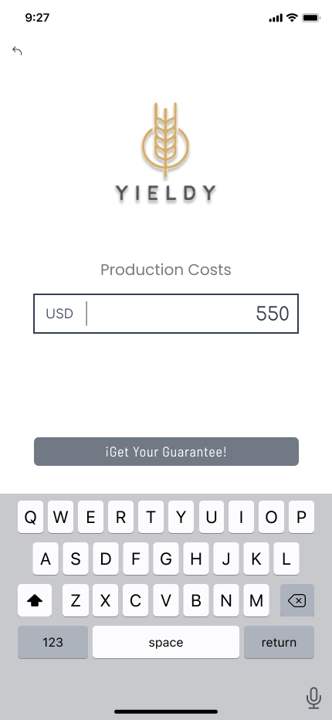 9:27
YIELDY
Production Costs
USD 550
¡Get Your Guarantee!
Q W E R T Y U I O P
A S D F G H J K L
Z X C V B N M
123 space return